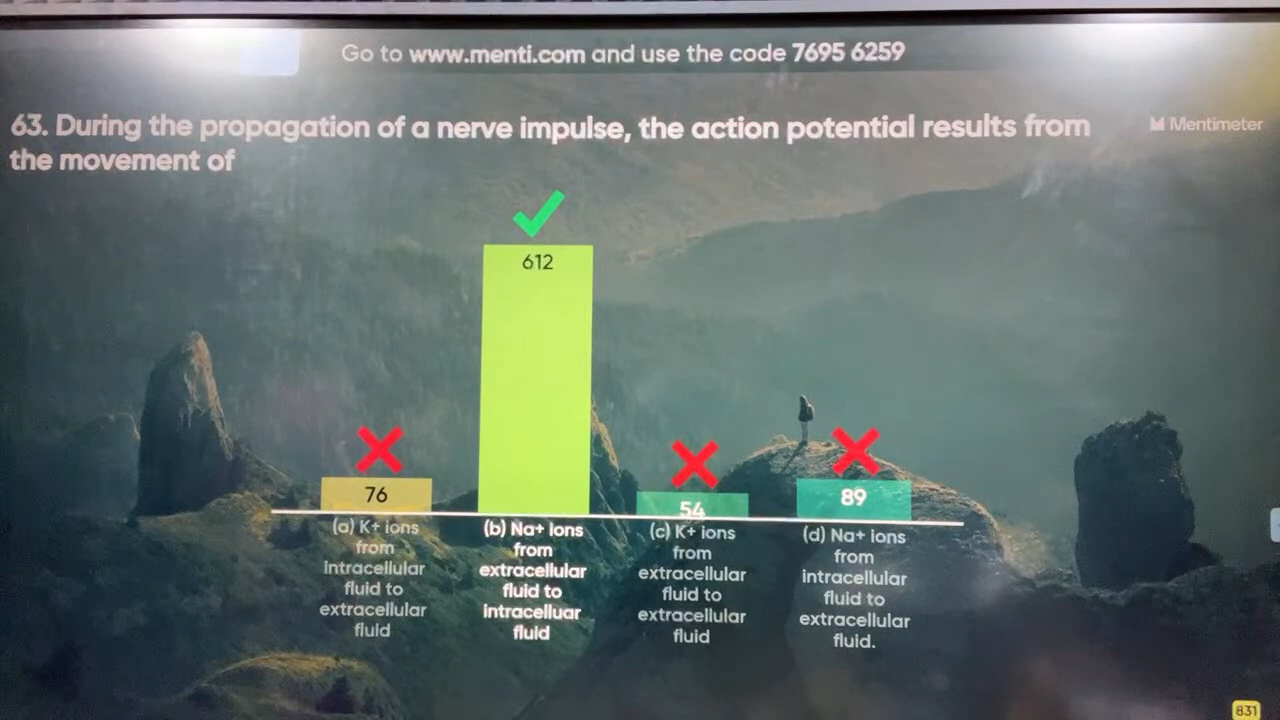 Go to www.menti.com and use the code 7695 6259
63. During the propagation of a nerve impulse, the action potential results from
the movement of
Mentimeter
612
76
54
89
(a) K+ ions
from
intracellular
fluid to
extracellular
fluid
(b) Na+ ions
from
extracellular
fluid to
intracelluar
fluid
(c) K+ ions
from
extracellular
fluid to
extracellular
fluid
(d) Na+ ions
from
intracellular
fluid to
extracellular
fluid.
831